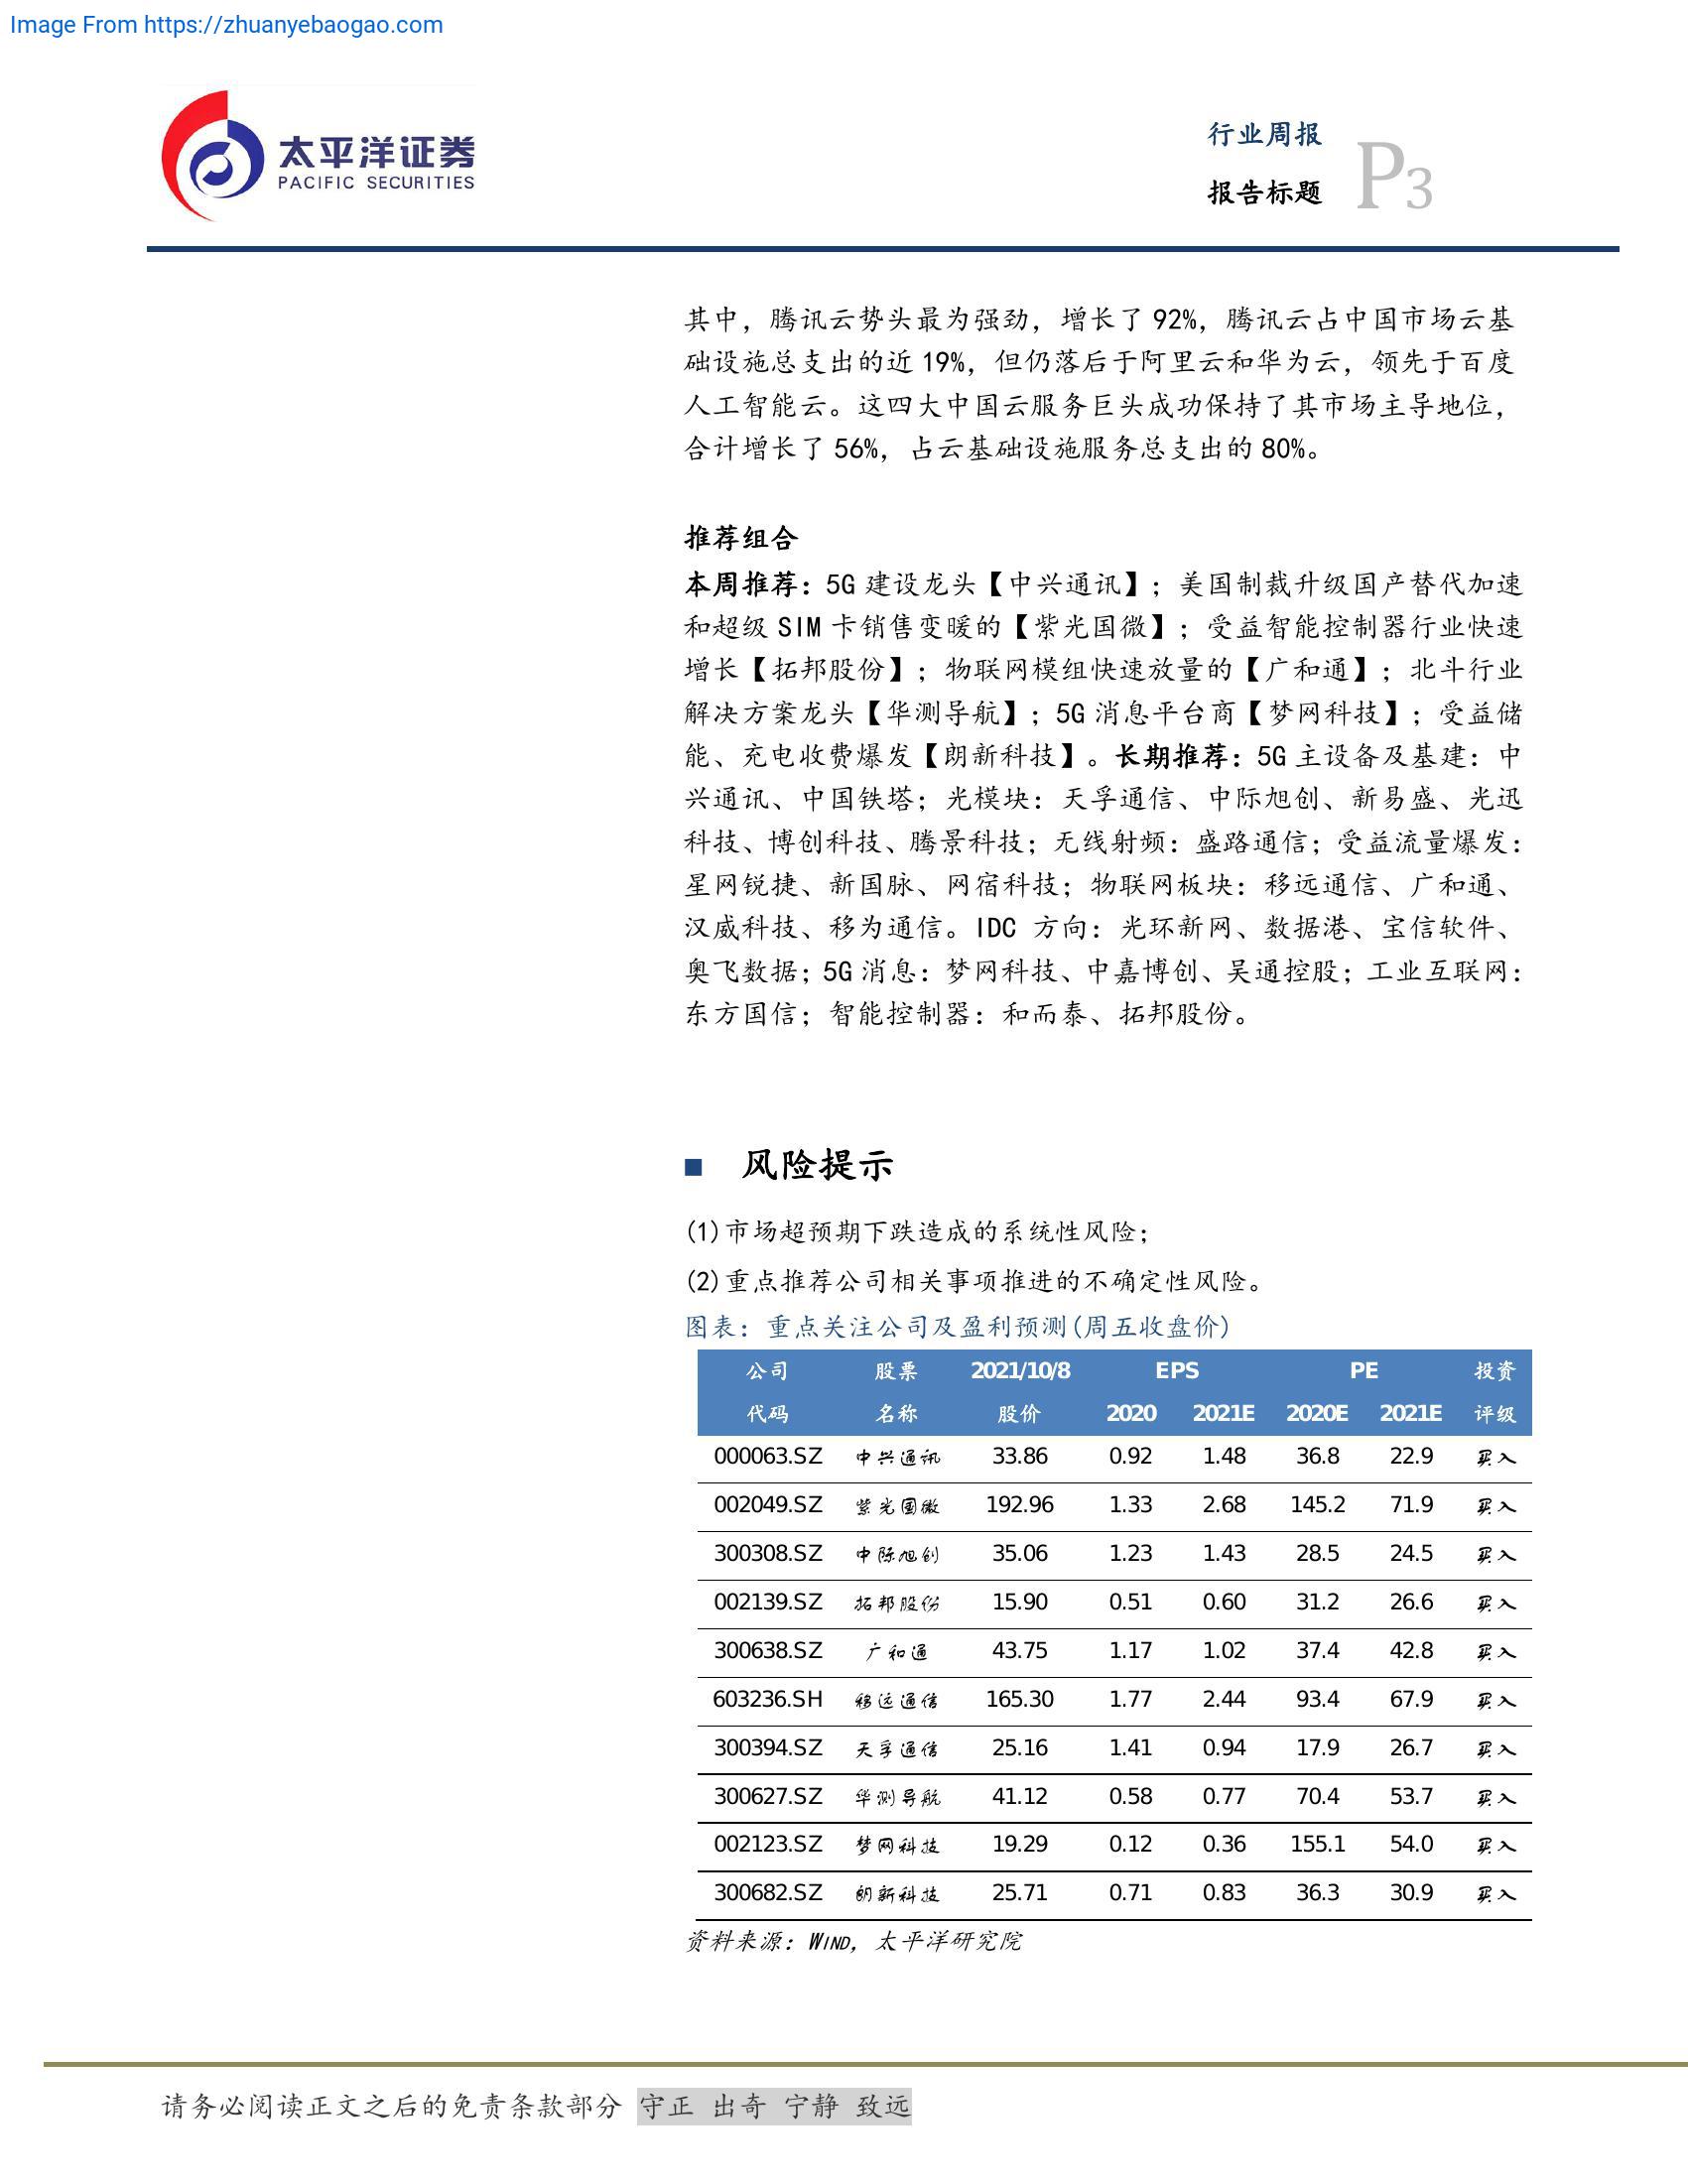 Image From https://zhuanyebaogao.com
太平洋证券
PACIFIC SECURITIES
行业周报
报告标题
P3
其中，腾讯云势头最为强劲，增长了 92%，腾讯云占中国市场云基
础设施总支出的近 19%，但仍落后于阿里云和华为云，领先于百度
人工智能云。这四大中国云服务巨头成功保持了其市场主导地位，
合计增长了 56%，占云基础设施服务总支出的 80%。
推荐组合
本周推荐：5G 建设龙头【中兴通讯】；美国制裁升级国产替代加速
和超级 SIM 卡销售变暖的【紫光国微】；受益智能控制器行业快速
增长【拓邦股份】；物联网模组快速放量的【广和通】；北斗行业
解决方案龙头【华测导航】；5G 消息平台商【梦网科技】；受益储
能、充电收费爆发【朗新科技】。长期推荐：5G 主设备及基建：中
兴通讯、中国铁塔；光模块：天孚通信、中际旭创、新易盛、光迅
科技、博创科技、腾景科技；无线射频：盛路通信；受益流量爆发：
星网锐捷、新国脉、网宿科技；物联网板块：移远通信、广和通、
汉威科技、移为通信。IDC 方向：光环新网、数据港、宝信软件、
奥飞数据；5G 消息：梦网科技、中嘉博创、吴通控股；工业互联网：
东方国信；智能控制器：和而泰、拓邦股份。
■ 风险提示
(1)市场超预期下跌造成的系统性风险；
(2)重点推荐公司相关事项推进的不确定性风险。
图表：重点关注公司及盈利预测(周五收盘价)
公司 股票 2021/10/8 EPS PE 投资
代码 名称 股价 2020 2021E 2020E 2021E 评级
000063.SZ 中兴通讯 33.86 0.92 1.48 36.8 22.9 买入
002049.SZ 紫光国微 192.96 1.33 2.68 145.2 71.9 买入
300308.SZ 中际旭创 35.06 1.23 1.43 28.5 24.5 买入
002139.SZ 拓邦股份 15.90 0.51 0.60 31.2 26.6 买入
300638.SZ 广和通 43.75 1.17 1.02 37.4 42.8 买入
603236.SH 移远通信 165.30 1.77 2.44 93.4 67.9 买入
300394.SZ 天孚通信 25.16 1.41 0.94 17.9 26.7 买入
300627.SZ 华测导航 41.12 0.58 0.77 70.4 53.7 买入
002123.SZ 梦网科技 19.29 0.12 0.36 155.1 54.0 买入
300682.SZ 朗新科技 25.71 0.71 0.83 36.3 30.9 买入
资料来源：WIND，太平洋研究院
请务必阅读正文之后的免责条款部分 守正 出奇 宁静 致远